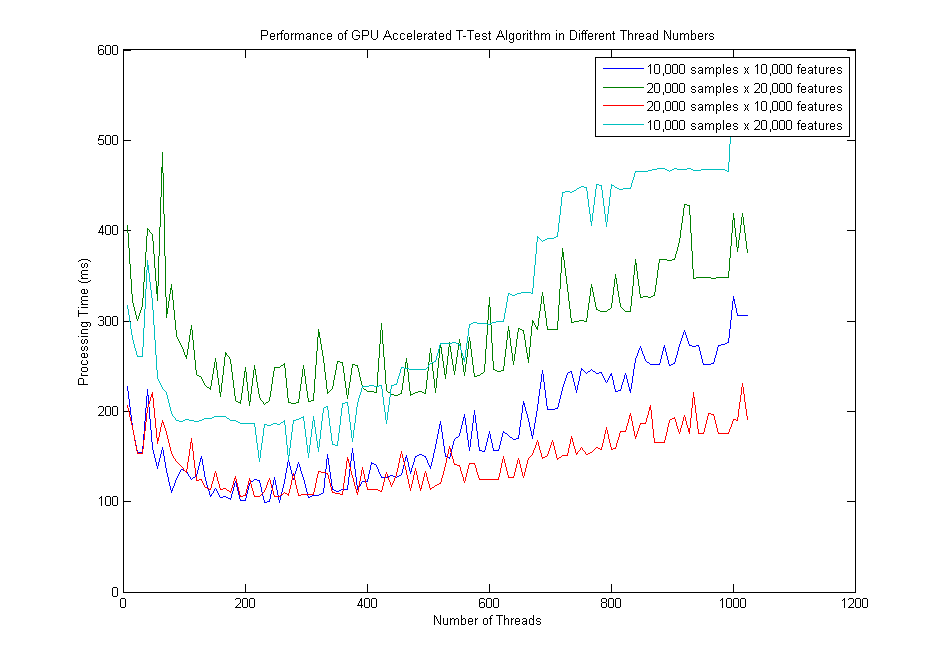 Performance of GPU Accelerated T-Test Algorithm in Different Thread Numbers
600
10,000 samples x 10,000 features
20,000 samples x 20,000 features
20,000 samples x 10,000 features
10,000 samples x 20,000 features
500
400
300
200
100
0
Processing Time (ms)
0 200 400 600 800 1000 1200
Number of Threads